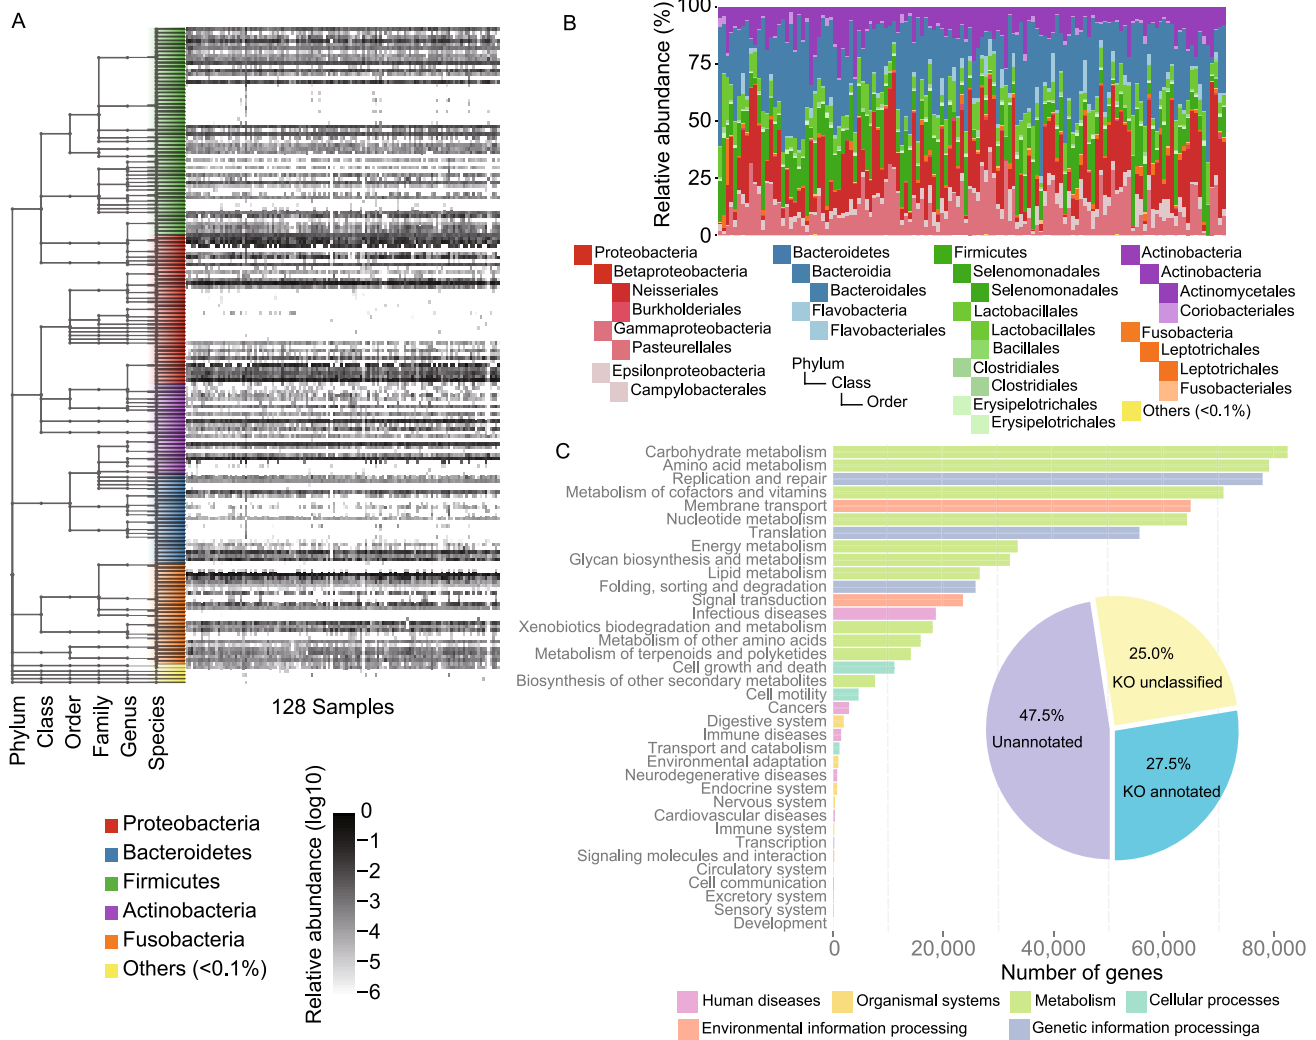 A
Phylum
Class
Order
Family
Genus
Species
128 Samples
Proteobacteria
Bacteroidetes
Firmicutes
Actinobacteria
Fusobacteria
Others (<0.1%)
Relative abundance (log10)
0
−1
−2
−3
−4
−5
−6
B
Relative abundance (%)
100
75
50
25
0
Proteobacteria
Betaproteobacteria
Neisseriales
Burkholderiales
Gammaproteobacteria
Pasteurellales
Epsilonproteobacteria
Campylobacterales
Bacteroidetes
Bacteroidia
Bacteroidales
Flavobacteria
Flavobacteriales
Phylum
Class
Order
Firmicutes
Selenomonadales
Selenomonadales
Lactobacillales
Lactobacillales
Bacillales
Clostridiales
Clostridiales
Erysipelotrichales
Erysipelotrichales
Actinobacteria
Actinobacteria
Actinomycetales
Coriobacteriales
Fusobacteria
Leptotrichales
Leptotrichales
Fusobacteriales
Others (<0.1%)
C
Carbohydrate metabolism
Amino acid metabolism
Replication and repair
Metabolism of cofactors and vitamins
Membrane transport
Nucleotide metabolism
Translation
Energy metabolism
Glycan biosynthesis and metabolism
Lipid metabolism
Folding, sorting and degradation
Signal transduction
Infectious diseases
Xenobiotics biodegradation and metabolism
Metabolism of other amino acids
Metabolism of terpenoids and polyketides
Cell growth and death
Biosynthesis of other secondary metabolites
Cell motility
Cancers
Digestive system
Immune diseases
Transport and catabolism
Environmental adaptation
Neurodegenerative diseases
Endocrine system
Nervous system
Cardiovascular diseases
Immune system
Transcription
Signaling molecules and interaction
Circulatory system
Cell communication
Excretory system
Sensory system
Development
0
20,000
40,000
60,000
80,000
Number of genes
25.0%
KO unclassified
47.5%
Unannotated
27.5%
KO annotated
Human diseases
Organismal systems
Metabolism
Cellular processes
Environmental information processing
Genetic information processinga